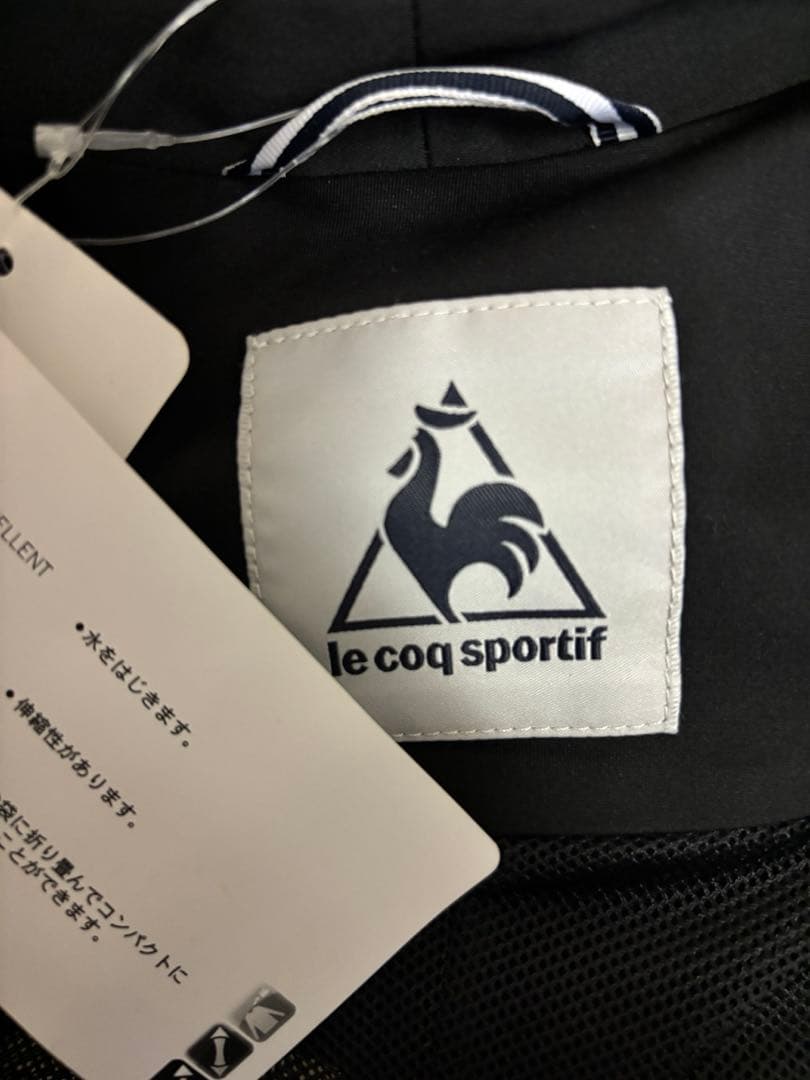 ELLENT
•水をはじきます。
•伸縮性があります。
袋に折り畳んでコンパクトに
ことができます。
le coq sportif